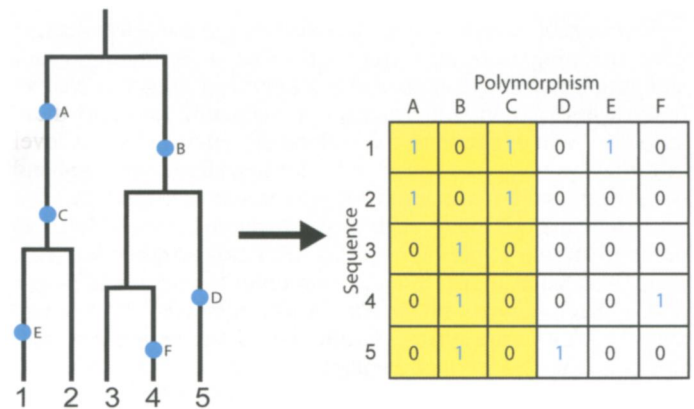 Polymorphism
A B C D E F
Sequence
1 1 0 1 0 1 0
2 1 0 1 0 0 0
3 0 1 0 0 0 0
4 0 1 0 0 0 1
5 0 1 0 1 0 0
A
B
C
D
E
F
1 2 3 4 5